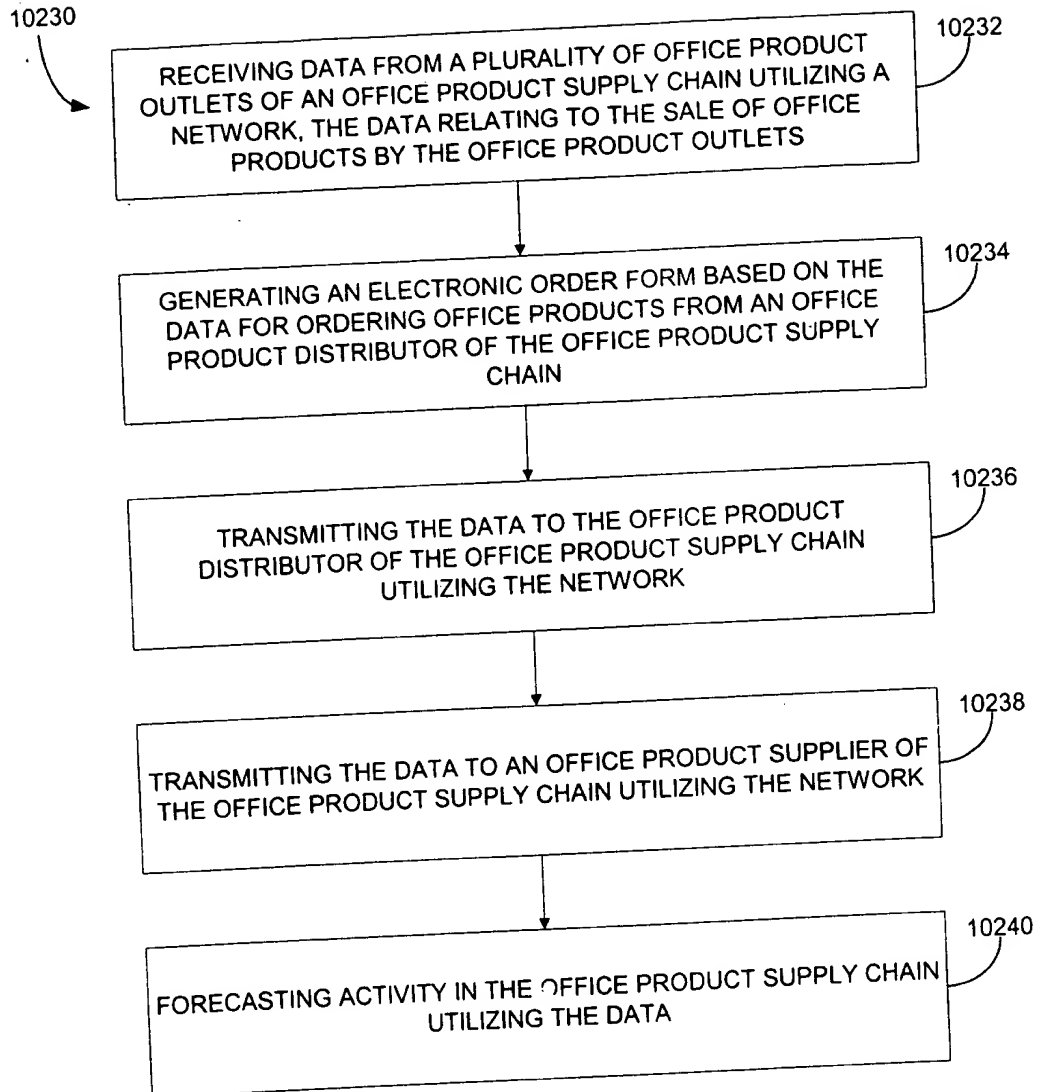 10230
10232
RECEIVING DATA FROM A PLURALITY OF OFFICE PRODUCT
OUTLETS OF AN OFFICE PRODUCT SUPPLY CHAIN UTILIZING A
NETWORK, THE DATA RELATING TO THE SALE OF OFFICE
PRODUCTS BY THE OFFICE PRODUCT OUTLETS
10234
GENERATING AN ELECTRONIC ORDER FORM BASED ON THE
DATA FOR ORDERING OFFICE PRODUCTS FROM AN OFFICE
PRODUCT DISTRIBUTOR OF THE OFFICE PRODUCT SUPPLY
CHAIN
10236
TRANSMITTING THE DATA TO THE OFFICE PRODUCT
DISTRIBUTOR OF THE OFFICE PRODUCT SUPPLY CHAIN
UTILIZING THE NETWORK
10238
TRANSMITTING THE DATA TO AN OFFICE PRODUCT SUPPLIER OF
THE OFFICE PRODUCT SUPPLY CHAIN UTILIZING THE NETWORK
10240
FORECASTING ACTIVITY IN THE OFFICE PRODUCT SUPPLY CHAIN
UTILIZING THE DATA